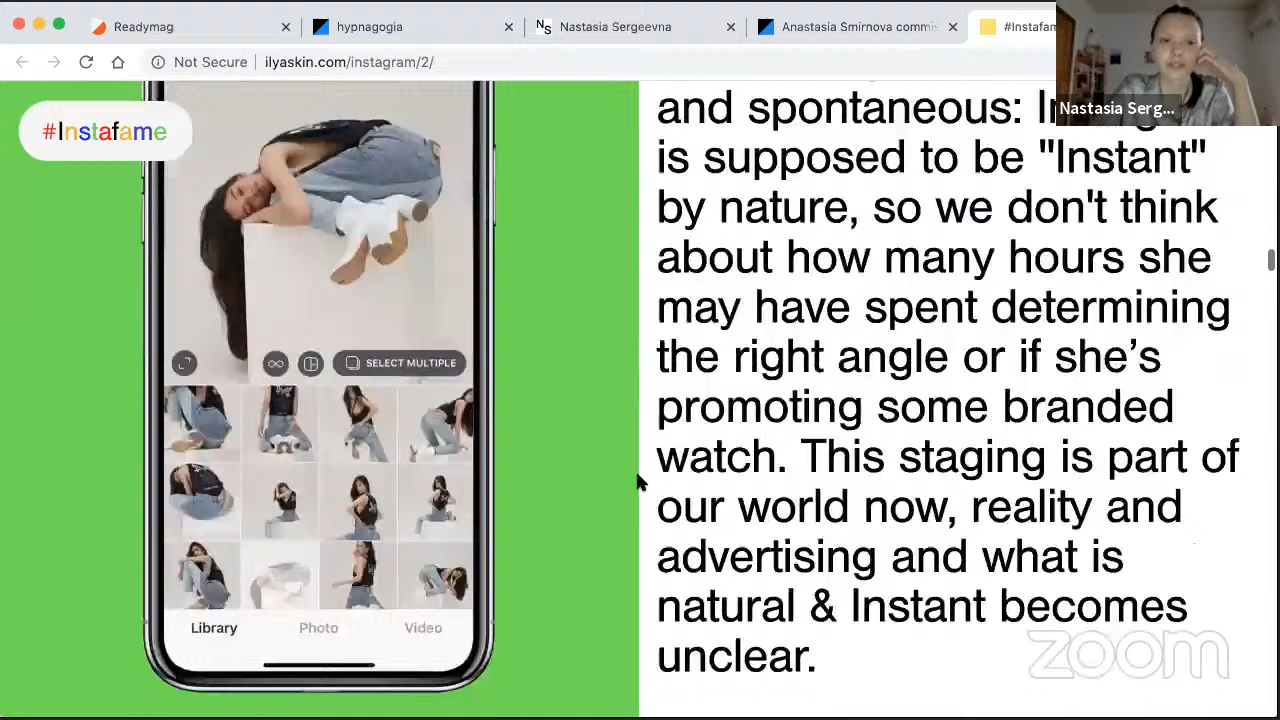 Readymag
hypnagogia
Nastasia Sergeevna
Anastasia Smirnova commis
#Instafam
Not Secure
ilyaskin.com/instagram/2/
Nastasia Serg...
#Instafame
SELECT MULTIPLE
Library
Photo
Video
and spontaneous:
is supposed to be "Instant"
by nature, so we don't think
about how many hours she
may have spent determining
the right angle or if she’s
promoting some branded
watch. This staging is part of
our world now, reality and
advertising and what is
natural & Instant becomes
unclear.
zoom